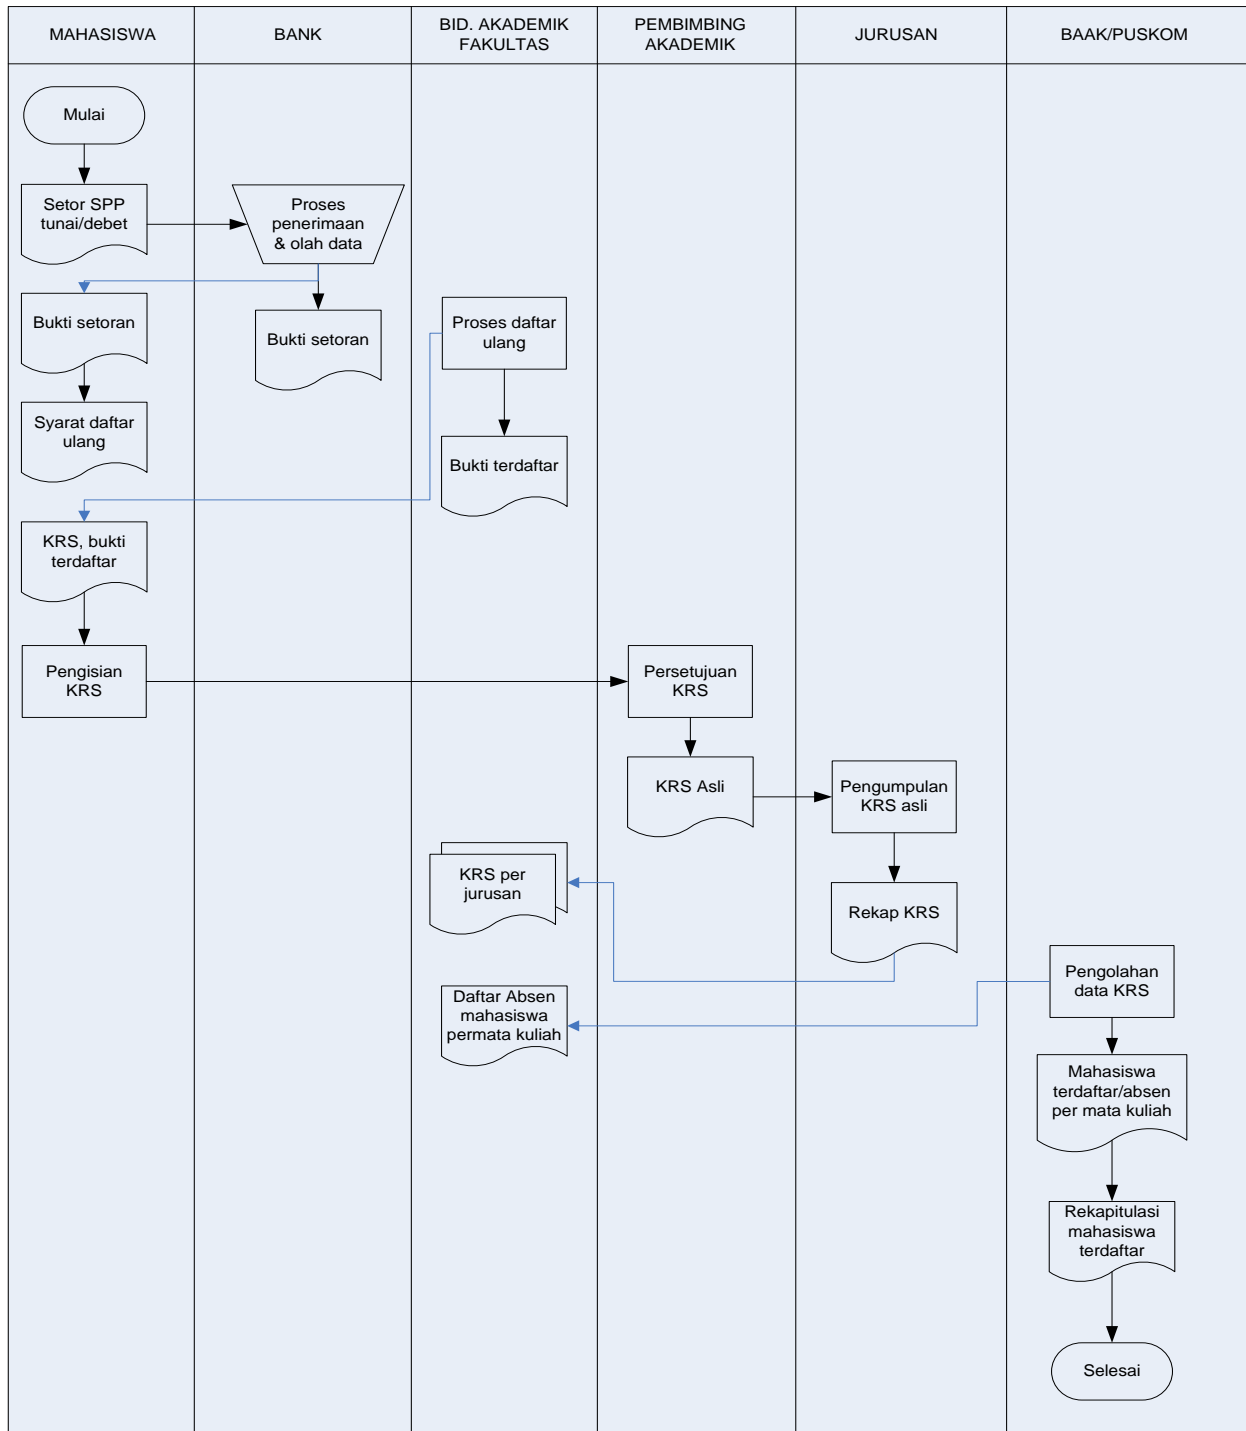 MAHASISWA
BANK
BID. AKADEMIK
FAKULTAS
PEMBIMBING
AKADEMIK
JURUSAN
BAAK/PUSKOM
Mulai
Setor SPP
tunai/debet
Proses
penerimaan
& olah data
Bukti setoran
Bukti setoran
Proses daftar
ulang
Syarat daftar
ulang
Bukti terdaftar
KRS, bukti
terdaftar
Pengisian
KRS
Persetujuan
KRS
KRS Asli
Pengumpulan
KRS asli
KRS per
jurusan
Rekap KRS
Pengolahan
data KRS
Daftar Absen
mahasiswa
permata kuliah
Mahasiswa
terdaftar/absen
per mata kuliah
Rekapitulasi
mahasiswa
terdaftar
Selesai